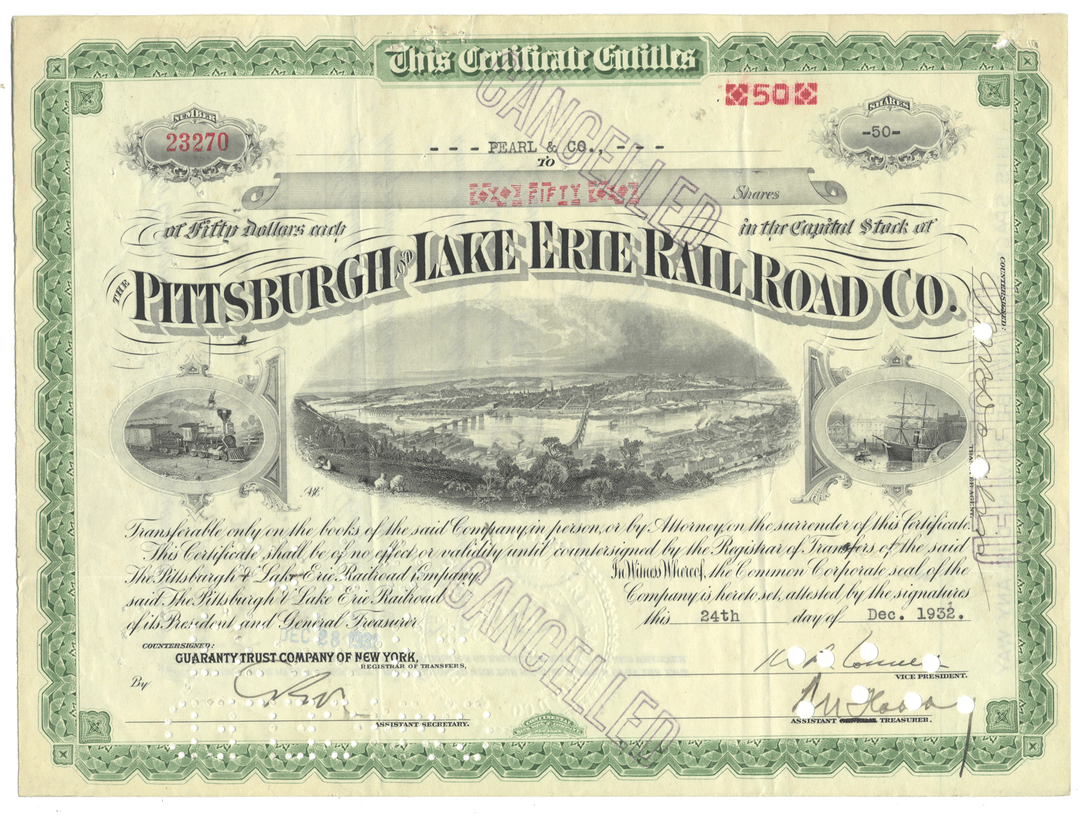 This Certificate Entitles
50
NUMBER
23270
SHARES
-50-
- - - PEARL & CO., - - -
TO
FIFTY Shares
of Fifty Dollars each in the Capital Stock of
THE PITTSBURGH AND LAKE ERIE RAIL ROAD CO.
CANCELLED
COUNTERSIGNED:
Transferable only on the books of the said Company, in person, or by Attorney, on the surrender of this Certificate.
This Certificate shall be of no effect or validity until countersigned by the Registrar of Transfers of the said
The Pittsburgh & Lake Erie Railroad Company. In Witness Whereof, the Common Corporate seal of the
said The Pittsburgh & Lake Erie Railroad Company is hereto set, attested by the signatures
of its President and General Treasurer this 24th day of Dec. 1932.
CANCELLED
DEC 28
COUNTERSIGNED:
GUARANTY TRUST COMPANY OF NEW YORK,
REGISTRAR OF TRANSFERS,
By
ASSISTANT SECRETARY.
VICE PRESIDENT.
ASSISTANT GENERAL TREASURER.